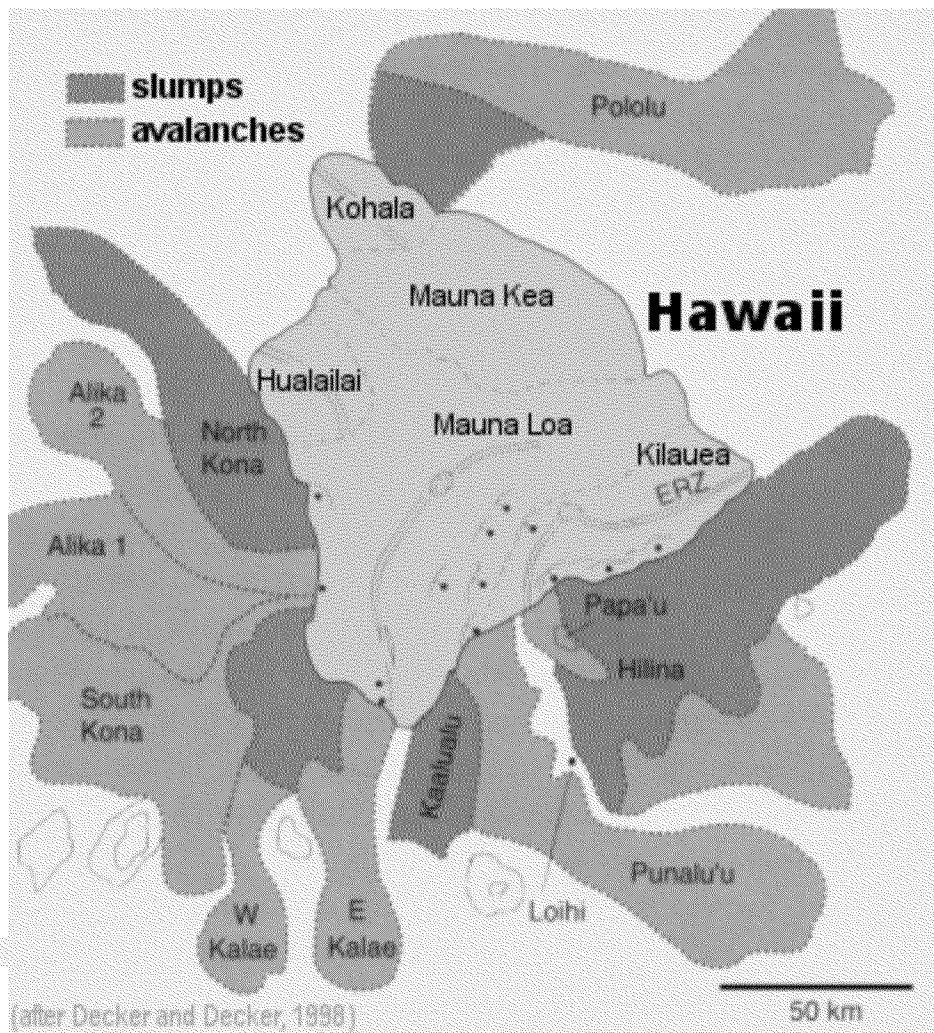 slumps
avalanches
Pololu
Kohala
Mauna Kea
Hawaii
Hualailai
Alika
2
North
Kona
Mauna Loa
Kilauea
ERZ
Alika 1
Papa'u
Hilina
South
Kona
Kaalualu
Punalu'u
W
Kalae
E
Kalae
Loihi
50 km
(after Decker and Decker, 1998)